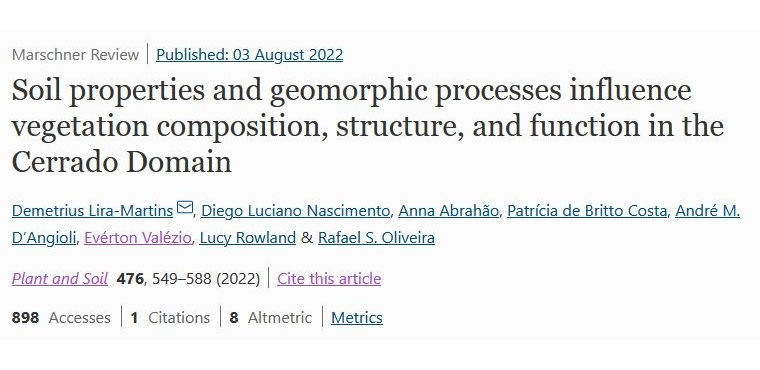 Marschner Review | Published: 03 August 2022
Soil properties and geomorphic processes influence
vegetation composition, structure, and function in the
Cerrado Domain
Demetrius Lira-Martins, Diego Luciano Nascimento, Anna Abrahão, Patrícia de Britto Costa, André M.
D’Angioli, Evérton Valézio, Lucy Rowland & Rafael S. Oliveira
Plant and Soil 476, 549–588 (2022) | Cite this article
898 Accesses | 1 Citations | 8 Altmetric | Metrics